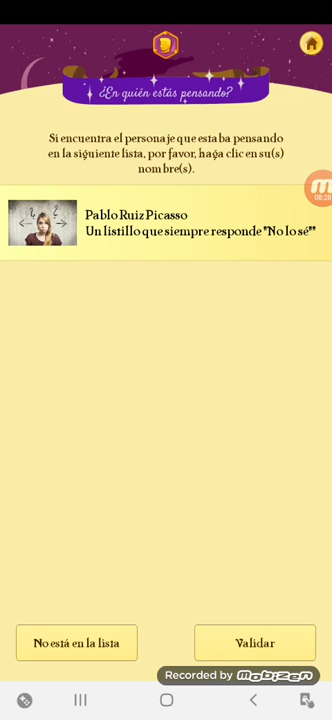 ¿En quién estás pensando?
Si encuentra el personaje que estaba pensando
en la siguiente lista, por favor, haga clic en su(s)
nombre(s).
Pablo Ruiz Picasso
Un listillo que siempre responde "No lo sé"
08:28
No está en la lista
Validar
Recorded by mobizen